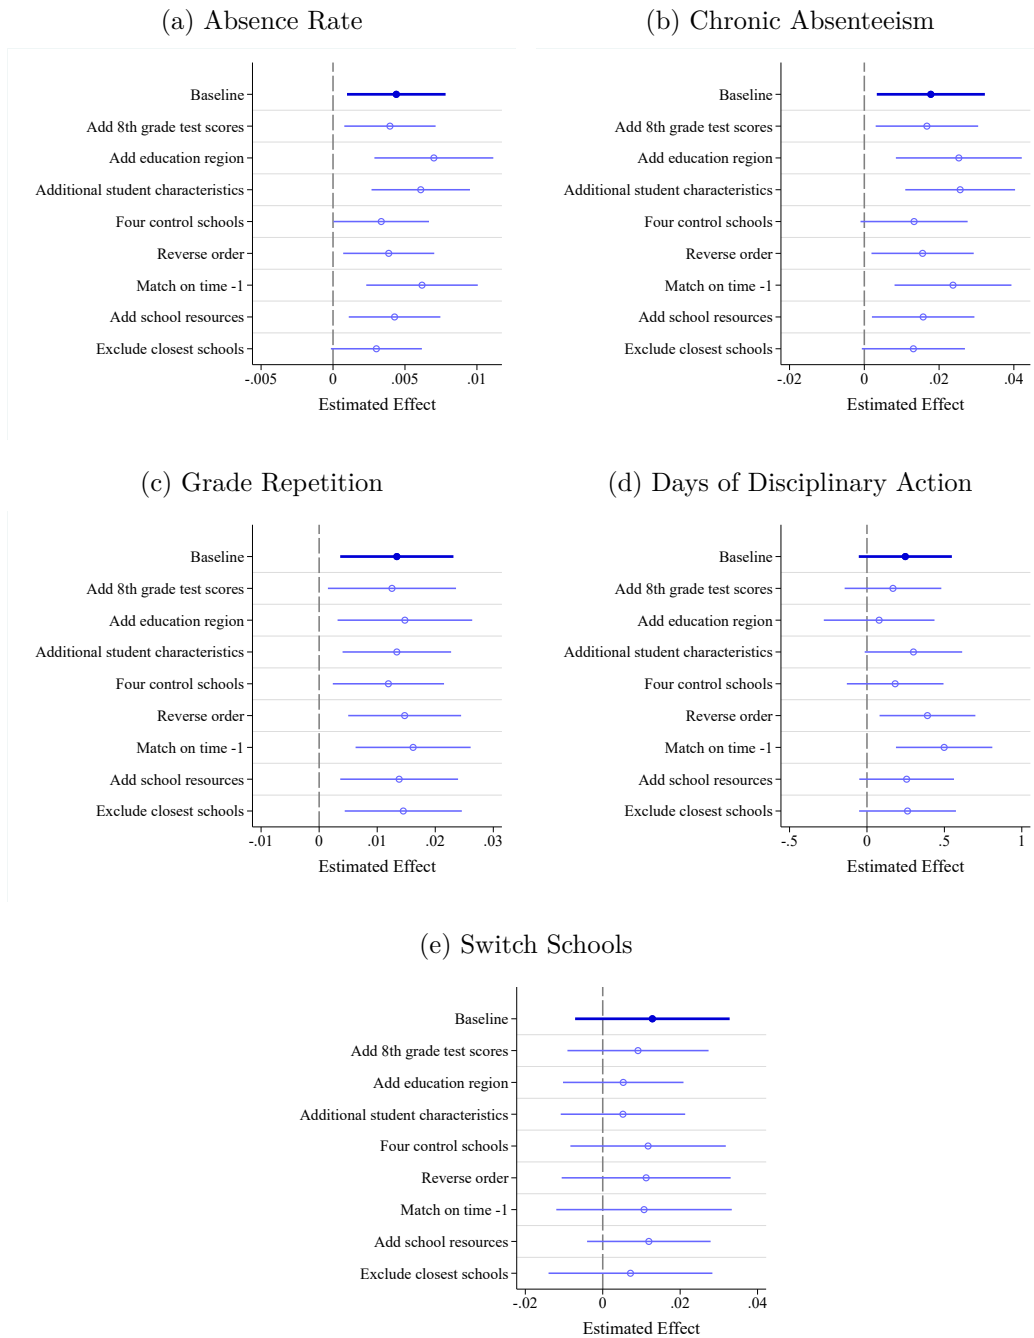 (a) Absence Rate
Baseline
Add 8th grade test scores
Add education region
Additional student characteristics
Four control schools
Reverse order
Match on time -1
Add school resources
Exclude closest schools
-.005 0 .005 .01
Estimated Effect
(b) Chronic Absenteeism
Baseline
Add 8th grade test scores
Add education region
Additional student characteristics
Four control schools
Reverse order
Match on time -1
Add school resources
Exclude closest schools
-.02 0 .02 .04
Estimated Effect
(c) Grade Repetition
Baseline
Add 8th grade test scores
Add education region
Additional student characteristics
Four control schools
Reverse order
Match on time -1
Add school resources
Exclude closest schools
-.01 0 .01 .02 .03
Estimated Effect
(d) Days of Disciplinary Action
Baseline
Add 8th grade test scores
Add education region
Additional student characteristics
Four control schools
Reverse order
Match on time -1
Add school resources
Exclude closest schools
-.5 0 .5 1
Estimated Effect
(e) Switch Schools
Baseline
Add 8th grade test scores
Add education region
Additional student characteristics
Four control schools
Reverse order
Match on time -1
Add school resources
Exclude closest schools
-.02 0 .02 .04
Estimated Effect